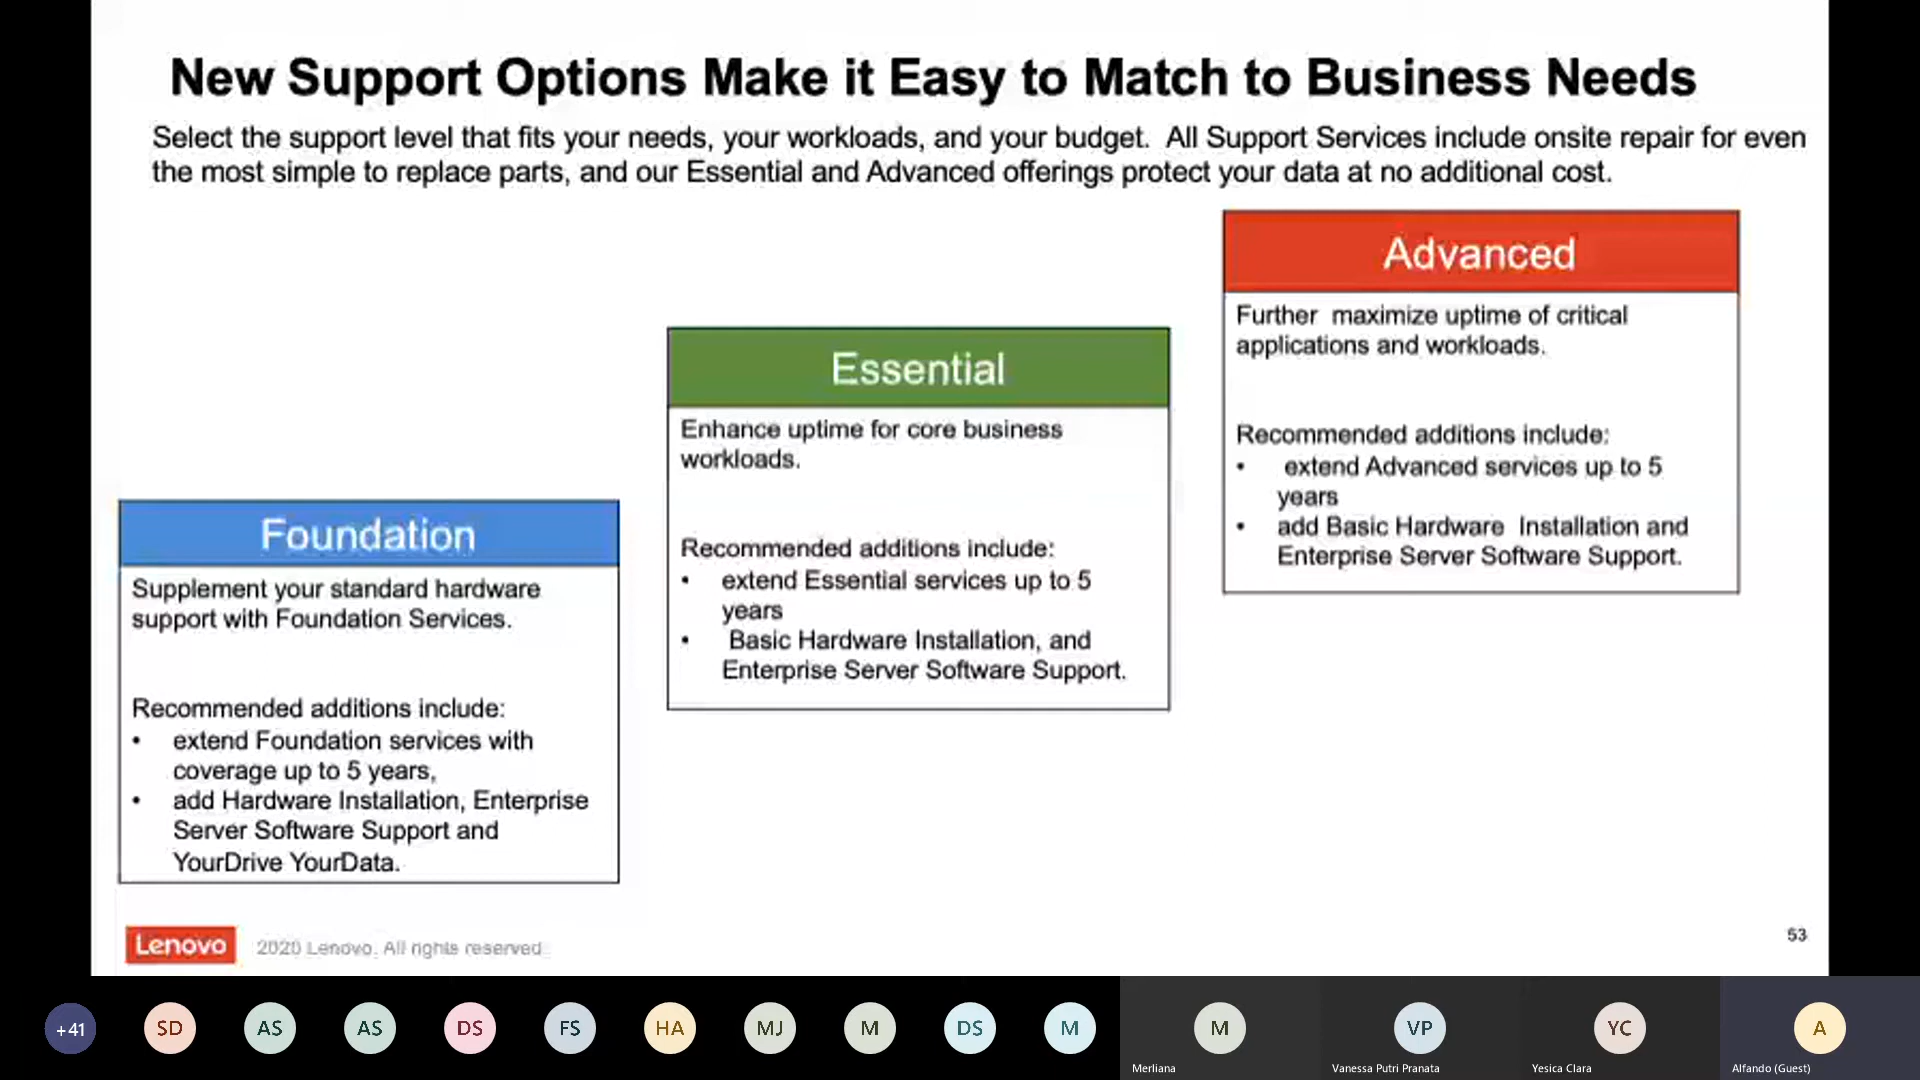 New Support Options Make it Easy to Match to Business Needs
Select the support level that fits your needs, your workloads, and your budget.  All Support Services include onsite repair for even
the most simple to replace parts, and our Essential and Advanced offerings protect your data at no additional cost.
Foundation
Supplement your standard hardware
support with Foundation Services.
Recommended additions include:
• extend Foundation services with
coverage up to 5 years,
• add Hardware Installation, Enterprise
Server Software Support and
YourDrive YourData.
Essential
Enhance uptime for core business
workloads.
Recommended additions include:
• extend Essential services up to 5
years
• Basic Hardware Installation, and
Enterprise Server Software Support.
Advanced
Further  maximize uptime of critical
applications and workloads.
Recommended additions include:
• extend Advanced services up to 5
years
• add Basic Hardware  Installation and
Enterprise Server Software Support.
Lenovo
2020 Lenovo. All rights reserved.
53
+41
SD
AS
AS
DS
FS
HA
MJ
M
DS
M
M
VP
YC
A
Merliana
Vanessa Putri Pranata
Yesica Clara
Alfando (Guest)